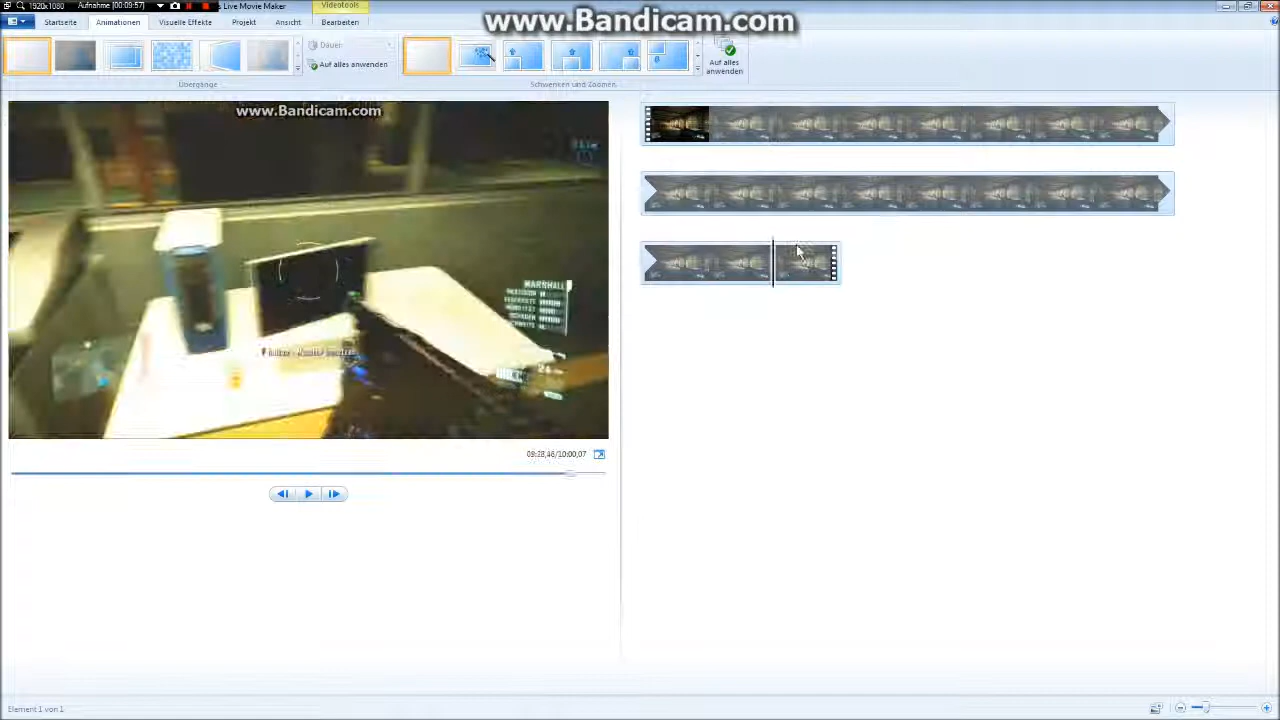 1920x1080 Aufnahme [00:09:57]
s Live Movie Maker
Videotools
www.Bandicam.com
Startseite Animationen Visuelle Effekte Projekt Ansicht Bearbeiten
Dauer:
Auf alles anwenden
Auf alles anwenden
Übergänge
Schwenken und Zoomen
www.Bandicam.com
MARSHALL
09:28,46/10:00,07
Element 1 von 1